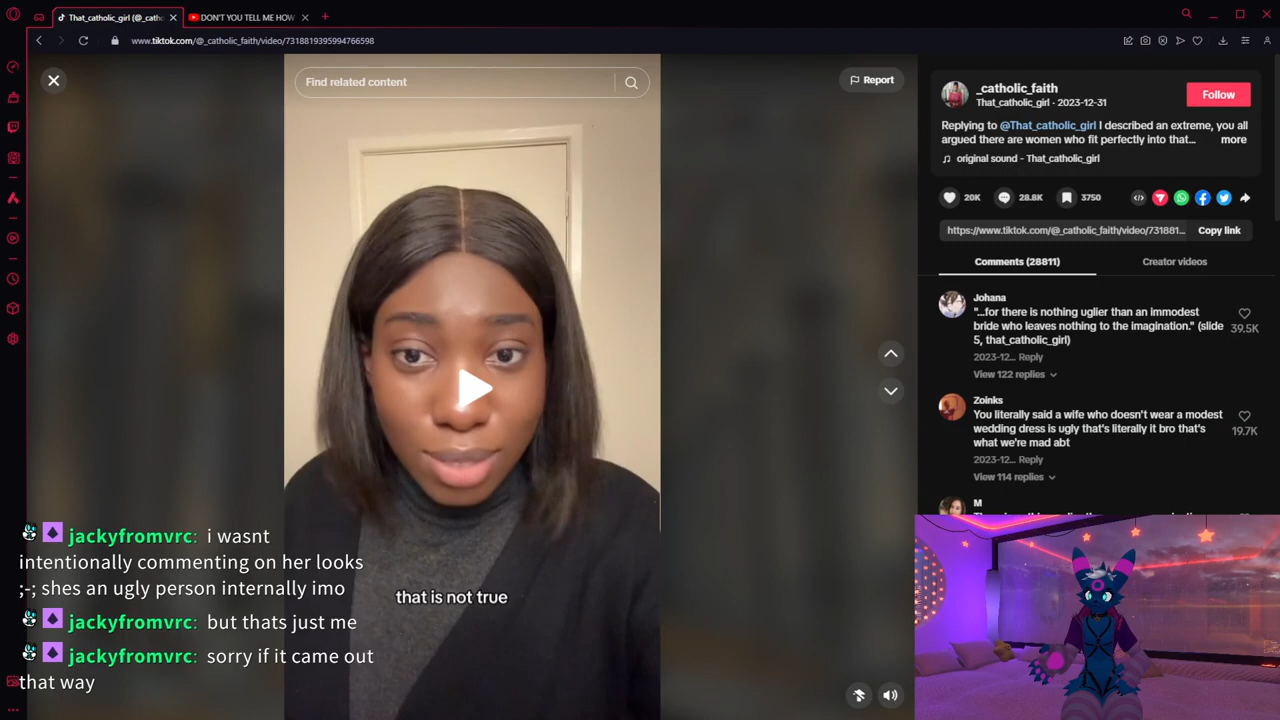 That_catholic_girl (@_catho
DON'T YOU TELL ME HOW
www.tiktok.com/@_catholic_faith/video/7318819395994766598
Find related content
Report
_catholic_faith
That_catholic_girl · 2023-12-31
Follow
Replying to @That_catholic_girl I described an extreme, you all
argued there are women who fit perfectly into that... more
original sound - That_catholic_girl
20K
28.8K
3750
https://www.tiktok.com/@_catholic_faith/video/731881...
Copy link
Comments (28811)
Creator videos
Johana
"...for there is nothing uglier than an immodest
bride who leaves nothing to the imagination." (slide
5, that_catholic_girl)
39.5K
2023-12... Reply
View 122 replies
Zoinks
You literally said a wife who doesn't wear a modest
wedding dress is ugly that's literally it bro that's
what we're mad abt
19.7K
2023-12... Reply
View 114 replies
M
that is not true
jackyfromvrc: i wasnt
intentionally commenting on her looks
;-; shes an ugly person internally imo
jackyfromvrc: but thats just me
jackyfromvrc: sorry if it came out
that way